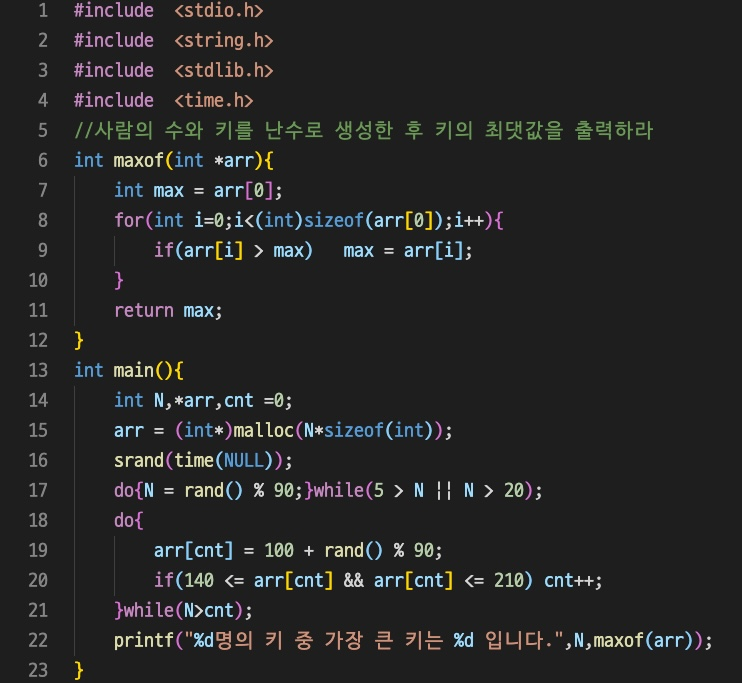 1 #include  <stdio.h>
2 #include  <string.h>
3 #include  <stdlib.h>
4 #include  <time.h>
5 //사람의 수와 키를 난수로 생성한 후 키의 최댓값을 출력하라
6 int maxof(int *arr){
7     int max = arr[0];
8     for(int i=0;i<(int)sizeof(arr[0]);i++){
9         if(arr[i] > max)   max = arr[i];
10     }
11     return max;
12 }
13 int main(){
14     int N,*arr,cnt =0;
15     arr = (int*)malloc(N*sizeof(int));
16     srand(time(NULL));
17     do{N = rand() % 90;}while(5 > N || N > 20);
18     do{
19         arr[cnt] = 100 + rand() % 90;
20         if(140 <= arr[cnt] && arr[cnt] <= 210) cnt++;
21     }while(N>cnt);
22     printf("%d명의 키 중 가장 큰 키는 %d 입니다.",N,maxof(arr));
23 }